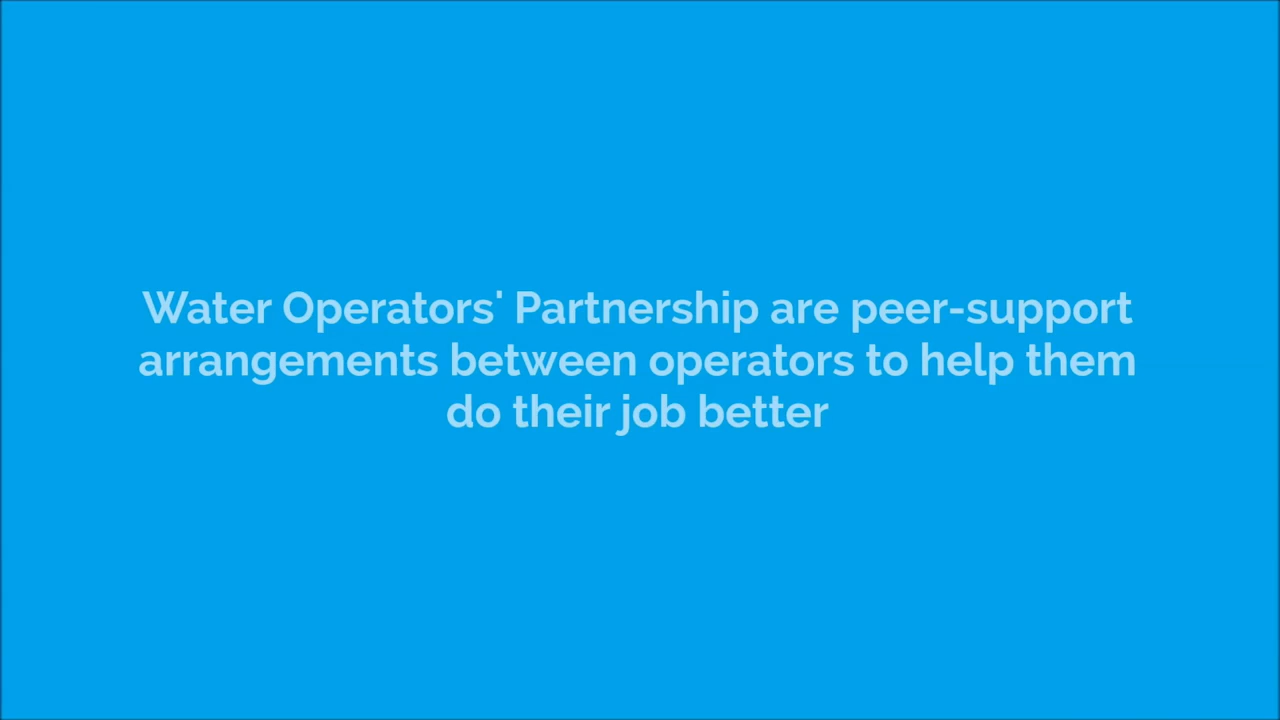 Water Operators' Partnership are peer-support
arrangements between operators to help them
do their job better